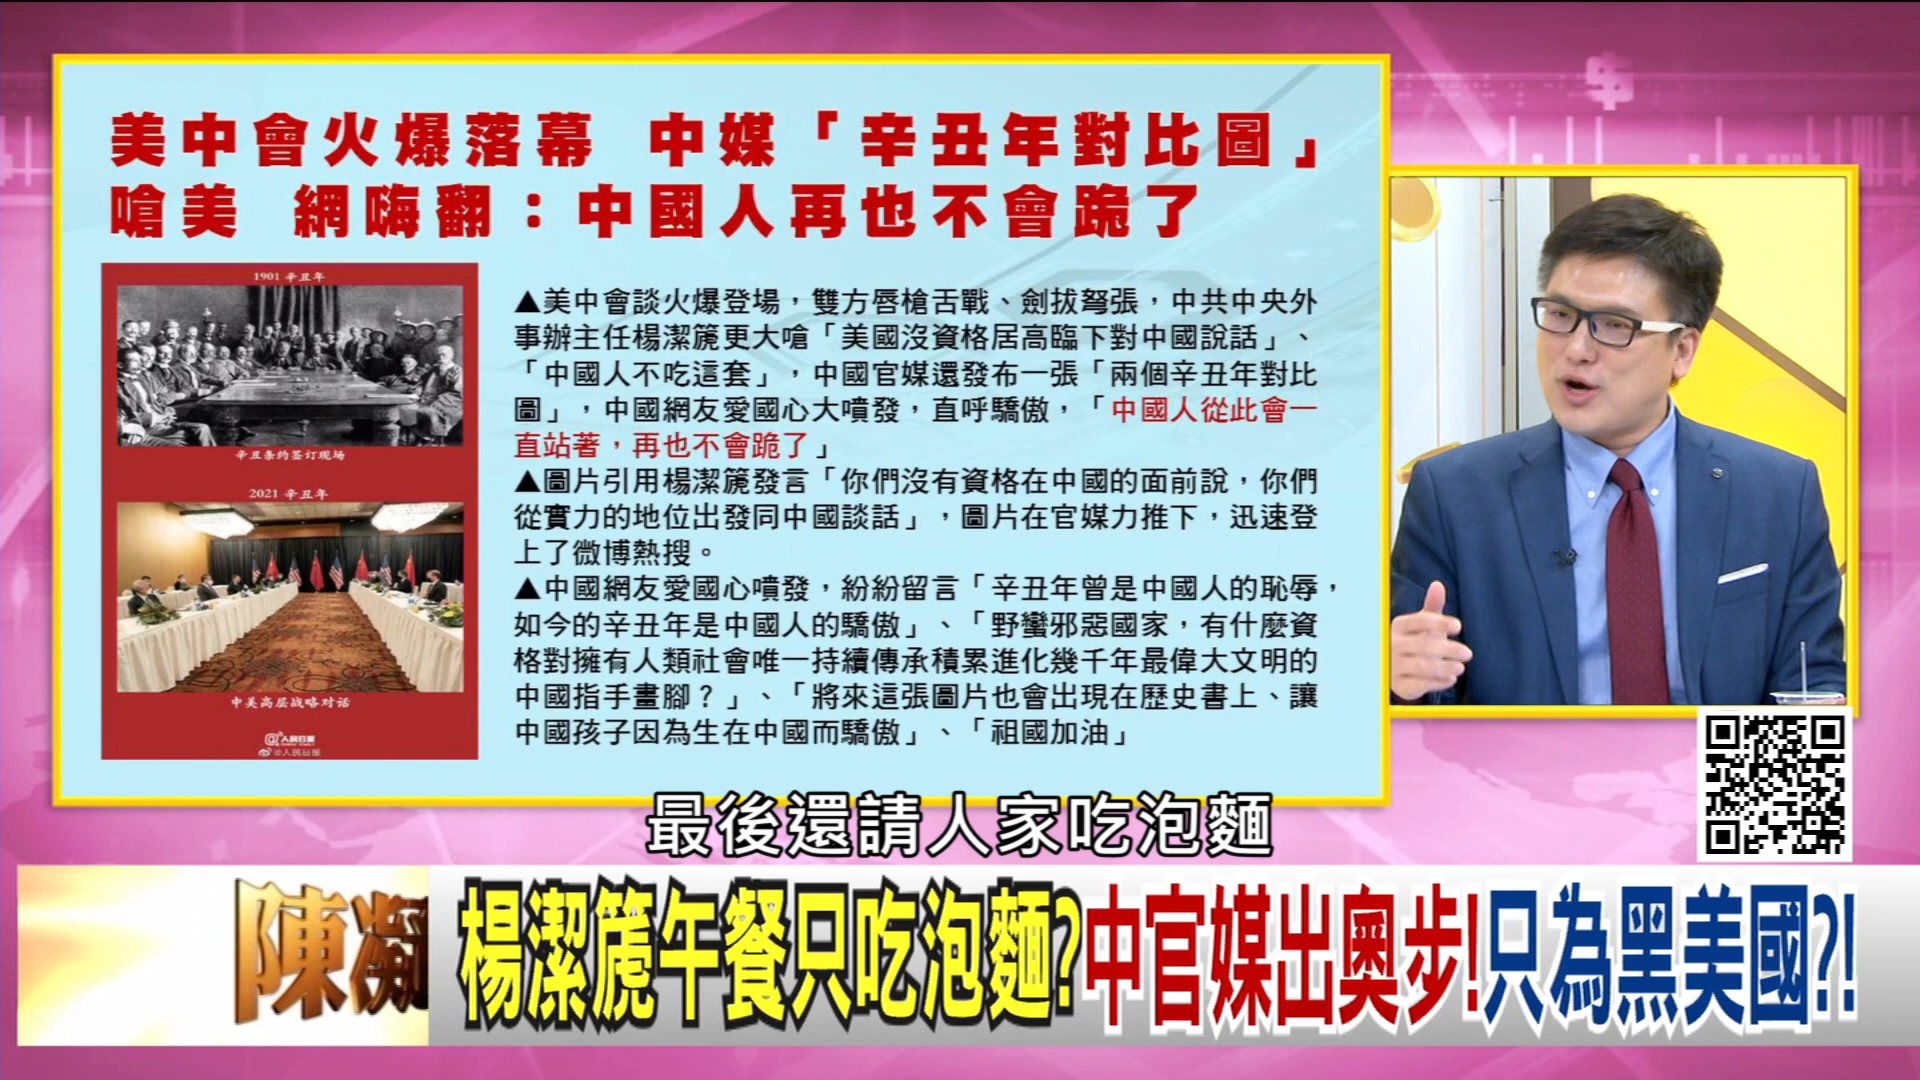 美中會火爆落幕 中媒「辛丑年對比圖」
嗆美 網嗨翻：中國人再也不會跪了
1901 辛丑年
辛丑条约签订现场
2021 辛丑年
中美高层战略对话
@人民日报
@人民日报
▲美中會談火爆登場，雙方唇槍舌戰、劍拔弩張，中共中央外
事辦主任楊潔篪更大嗆「美國沒資格居高臨下對中國說話」、
「中國人不吃這套」，中國官媒還發布一張「兩個辛丑年對比
圖」，中國網友愛國心大噴發，直呼驕傲，「中國人從此會一
直站著，再也不會跪了」
▲圖片引用楊潔篪發言「你們沒有資格在中國的面前說，你們
從實力的地位出發同中國談話」，圖片在官媒力推下，迅速登
上了微博熱搜。
▲中國網友愛國心噴發，紛紛留言「辛丑年曾是中國人的恥辱，
如今的辛丑年是中國人的驕傲」、「野蠻邪惡國家，有什麼資
格對擁有人類社會唯一持續傳承積累進化幾千年最偉大文明的
中國指手畫腳？」、「將來這張圖片也會出現在歷史書上、讓
中國孩子因為生在中國而驕傲」、「祖國加油」
最後還請人家吃泡麵
陳凝
楊潔篪午餐只吃泡麵?中官媒出奧步!只為黑美國?!